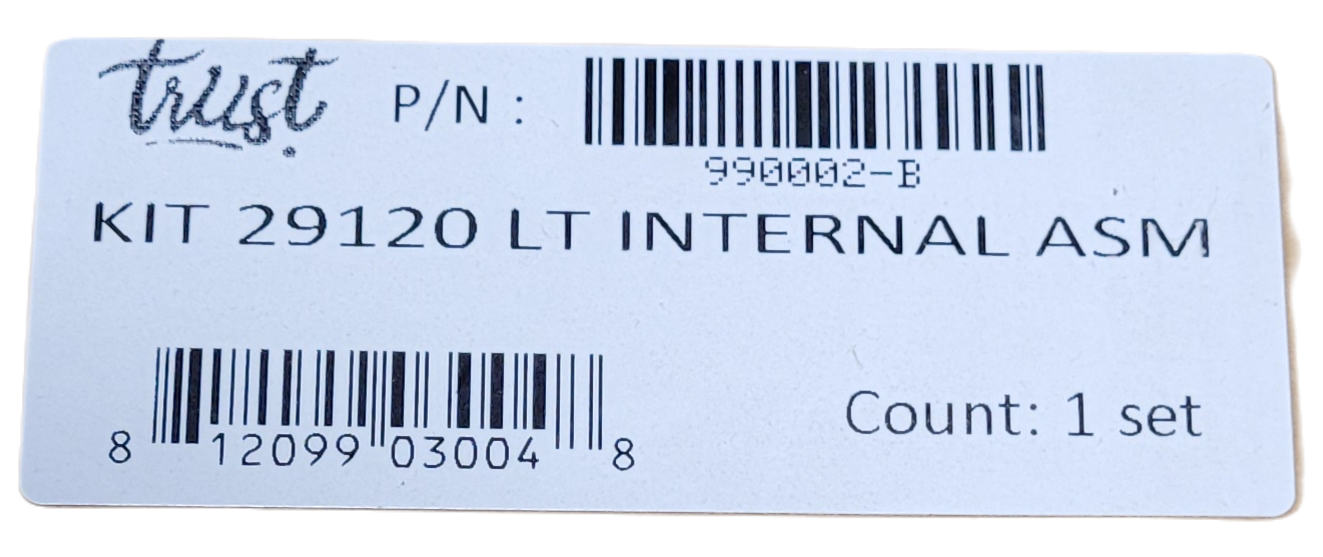 trust. P/N :
990002-B
KIT 29120 LT INTERNAL ASM
Count: 1 set
8 12099 03004 8